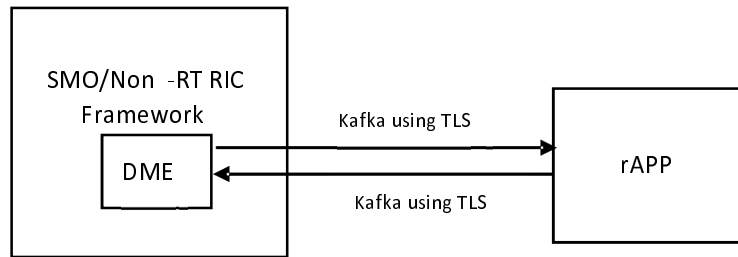 SMO/Non -RT RIC
Framework
DME
Kafka using TLS
Kafka using TLS
rAPP